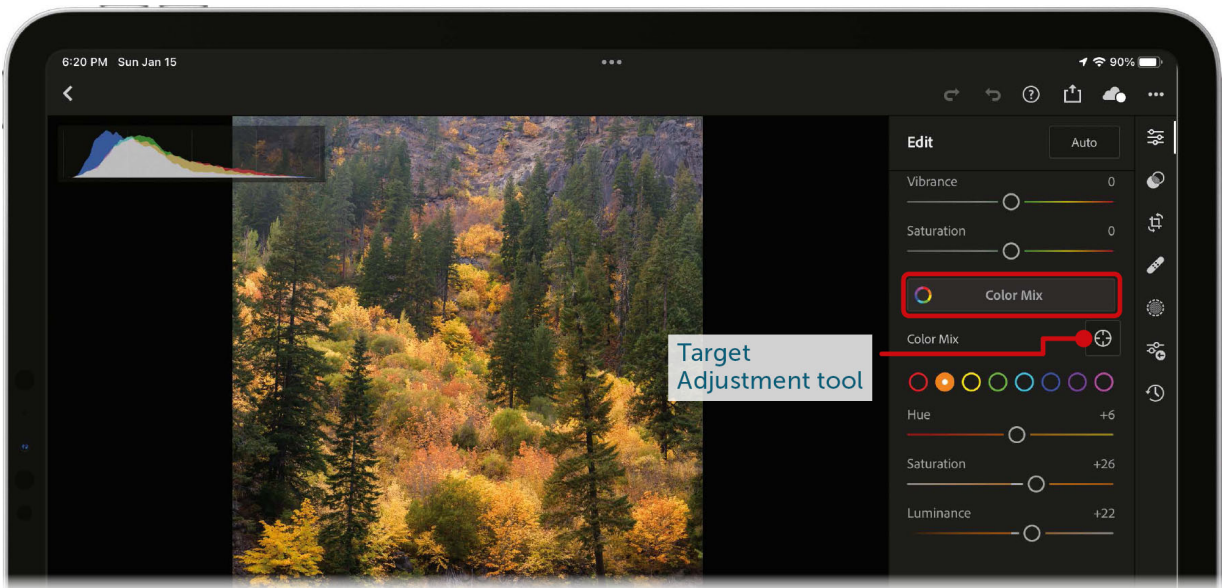 6:20 PM Sun Jan 15
90%
Edit
Auto
Vibrance 0
Saturation 0
Color Mix
Color Mix
Target
Adjustment tool
Hue +6
Saturation +26
Luminance +22